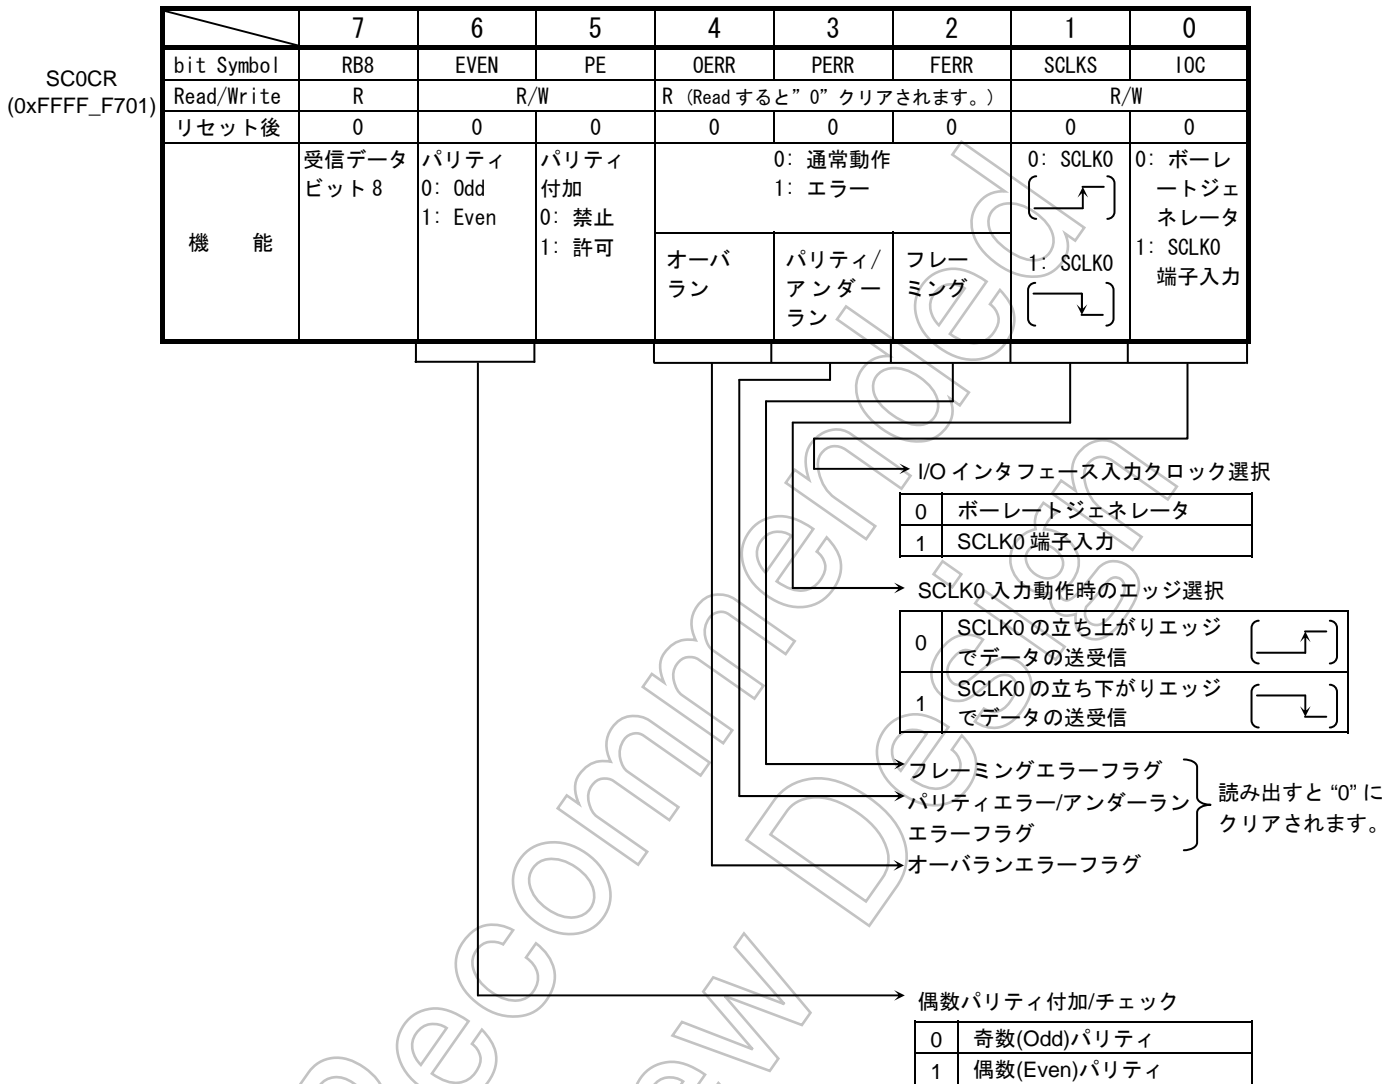 7 6 5 4 3 2 1 0
SC0CR
(0xFFFF_F701)
bit Symbol RB8 EVEN PE OERR PERR FERR SCLKS IOC
Read/Write R R/W R (Readすると”0”クリアされます。) R/W
リセット後 0 0 0 0 0 0 0 0
機 能
受信データ
ビット8
パリティ
0: Odd
1: Even
パリティ
付加
0: 禁止
1: 許可
0: 通常動作
1: エラー
オーバ
ラン
パリティ/
アンダー
ラン
フレー
ミング
0: SCLK0
1: SCLK0
0: ボーレ
ートジェ
ネレータ
1: SCLK0
端子入力
I/Oインタフェース入力クロック選択
0 ボーレートジェネレータ
1 SCLK0端子入力
SCLK0入力動作時のエッジ選択
0 SCLK0の立ち上がりエッジ
でデータの送受信
1 SCLK0の立ち下がりエッジ
でデータの送受信
フレーミングエラーフラグ
パリティエラー/アンダーラン
エラーフラグ
オーバランエラーフラグ
読み出すと “0” に
クリアされます。
偶数パリティ付加/チェック
0 奇数(Odd)パリティ
1 偶数(Even)パリティ
Recommended
New Design